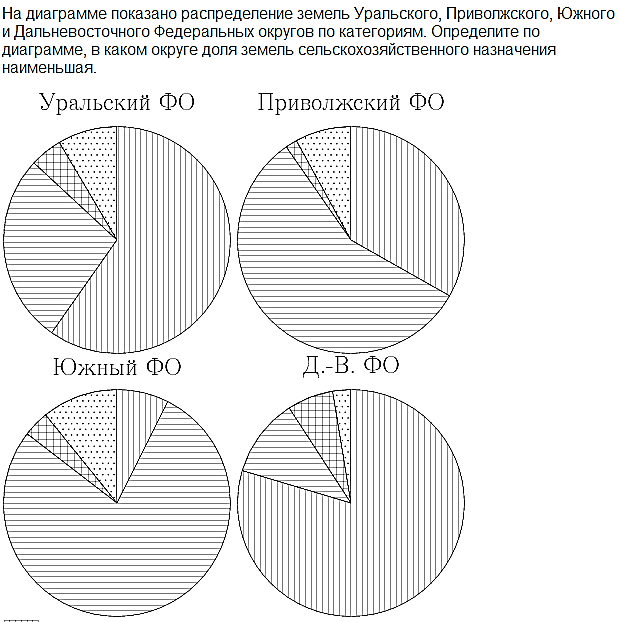 На диаграмме показано распределение земель Уральского, Приволжского, Южного
и Дальневосточного Федеральных округов по категориям. Определите по
диаграмме, в каком округе доля земель сельскохозяйственного назначения
наименьшая.
Уральский ФО
Приволжский ФО
Южный ФО
Д.-В. ФО